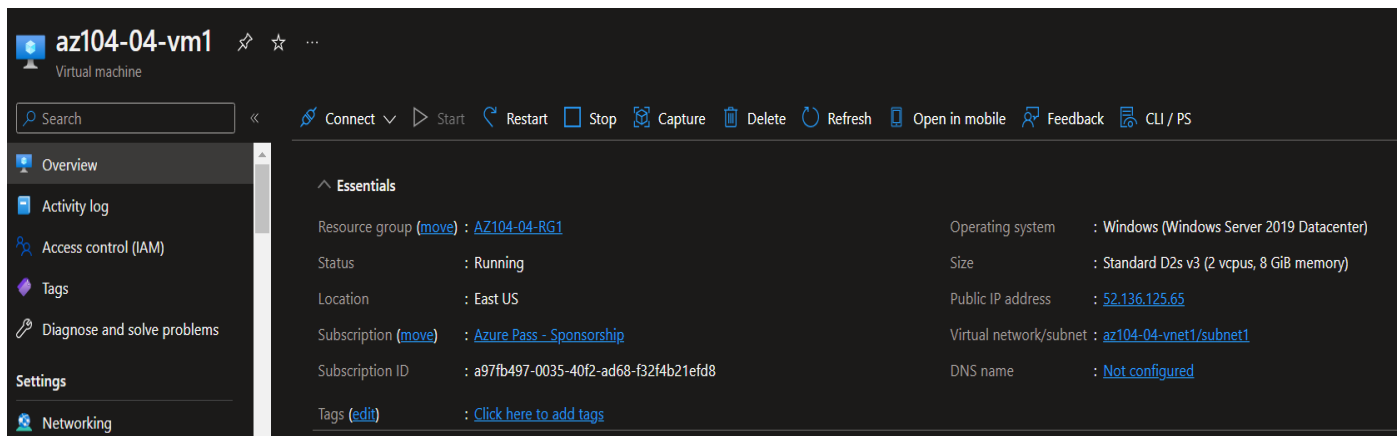 az104-04-vm1
Virtual machine
Search
Connect Start Restart Stop Capture Delete Refresh Open in mobile Feedback CLI / PS
Overview
Activity log
Access control (IAM)
Tags
Diagnose and solve problems
Settings
Networking
Essentials
Resource group (move) : AZ104-04-RG1
Status : Running
Location : East US
Subscription (move) : Azure Pass - Sponsorship
Subscription ID : a97fb497-0035-40f2-ad68-f32f4b21efd8
Tags (edit) : Click here to add tags
Operating system : Windows (Windows Server 2019 Datacenter)
Size : Standard D2s v3 (2 vcpus, 8 GiB memory)
Public IP address : 52.136.125.65
Virtual network/subnet : az104-04-vnet1/subnet1
DNS name : Not configured